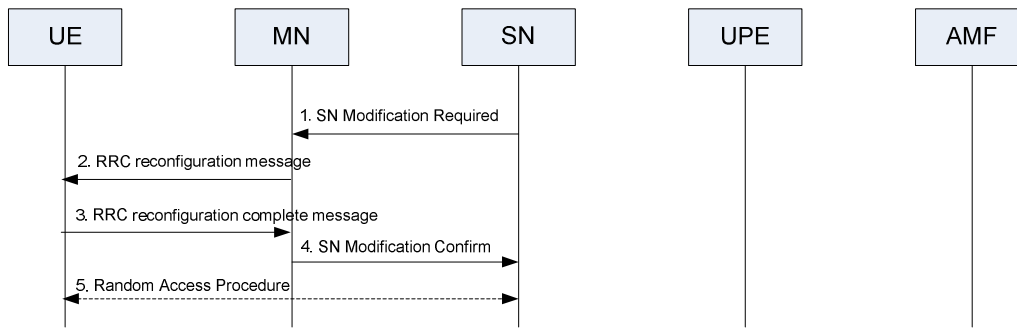 UE
MN
SN
UPE
AMF
1. SN Modification Required
2. RRC reconfiguration message
3. RRC reconfiguration complete message
4. SN Modification Confirm
5. Random Access Procedure